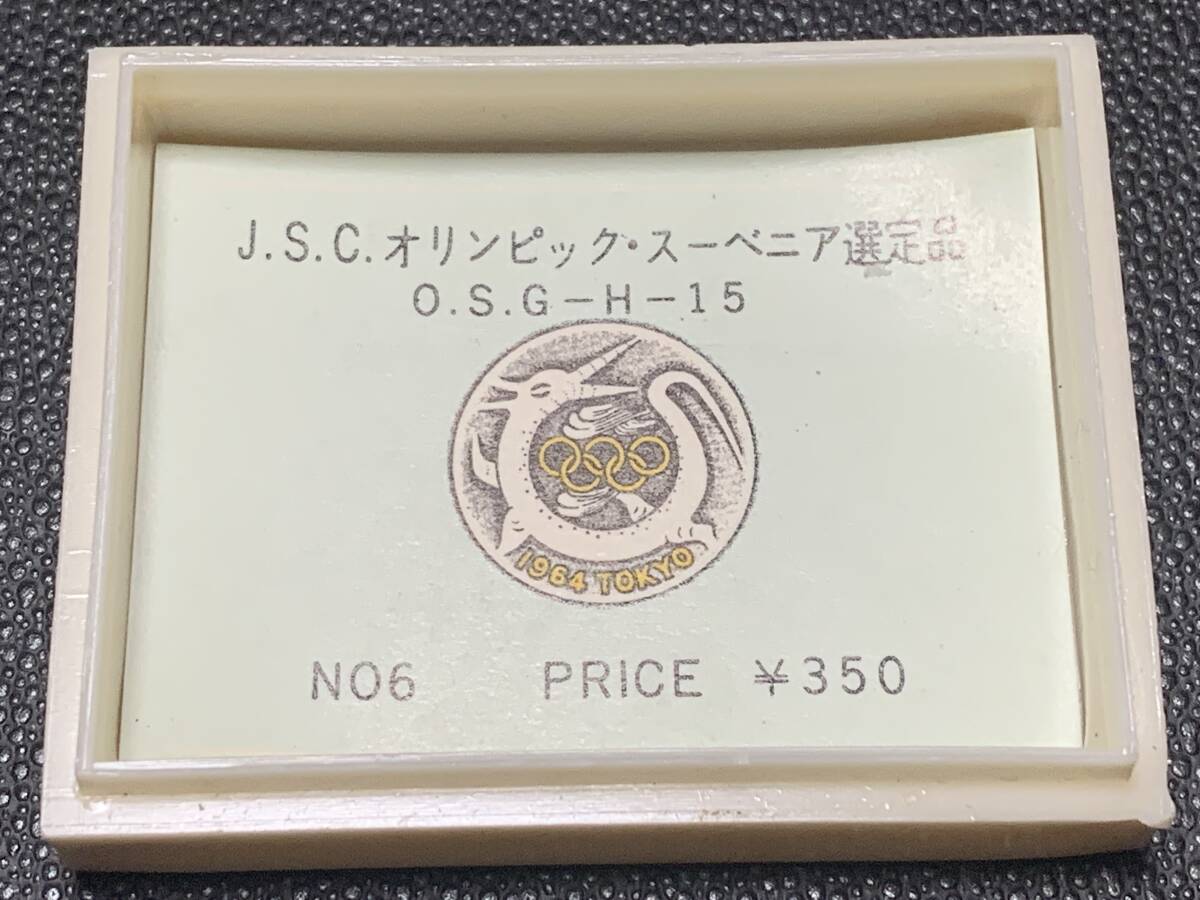 J.S.C.オリンピック・スーベニア選定品
O.S.G－H－15
1964 TOKYO
NO6 PRICE ￥350